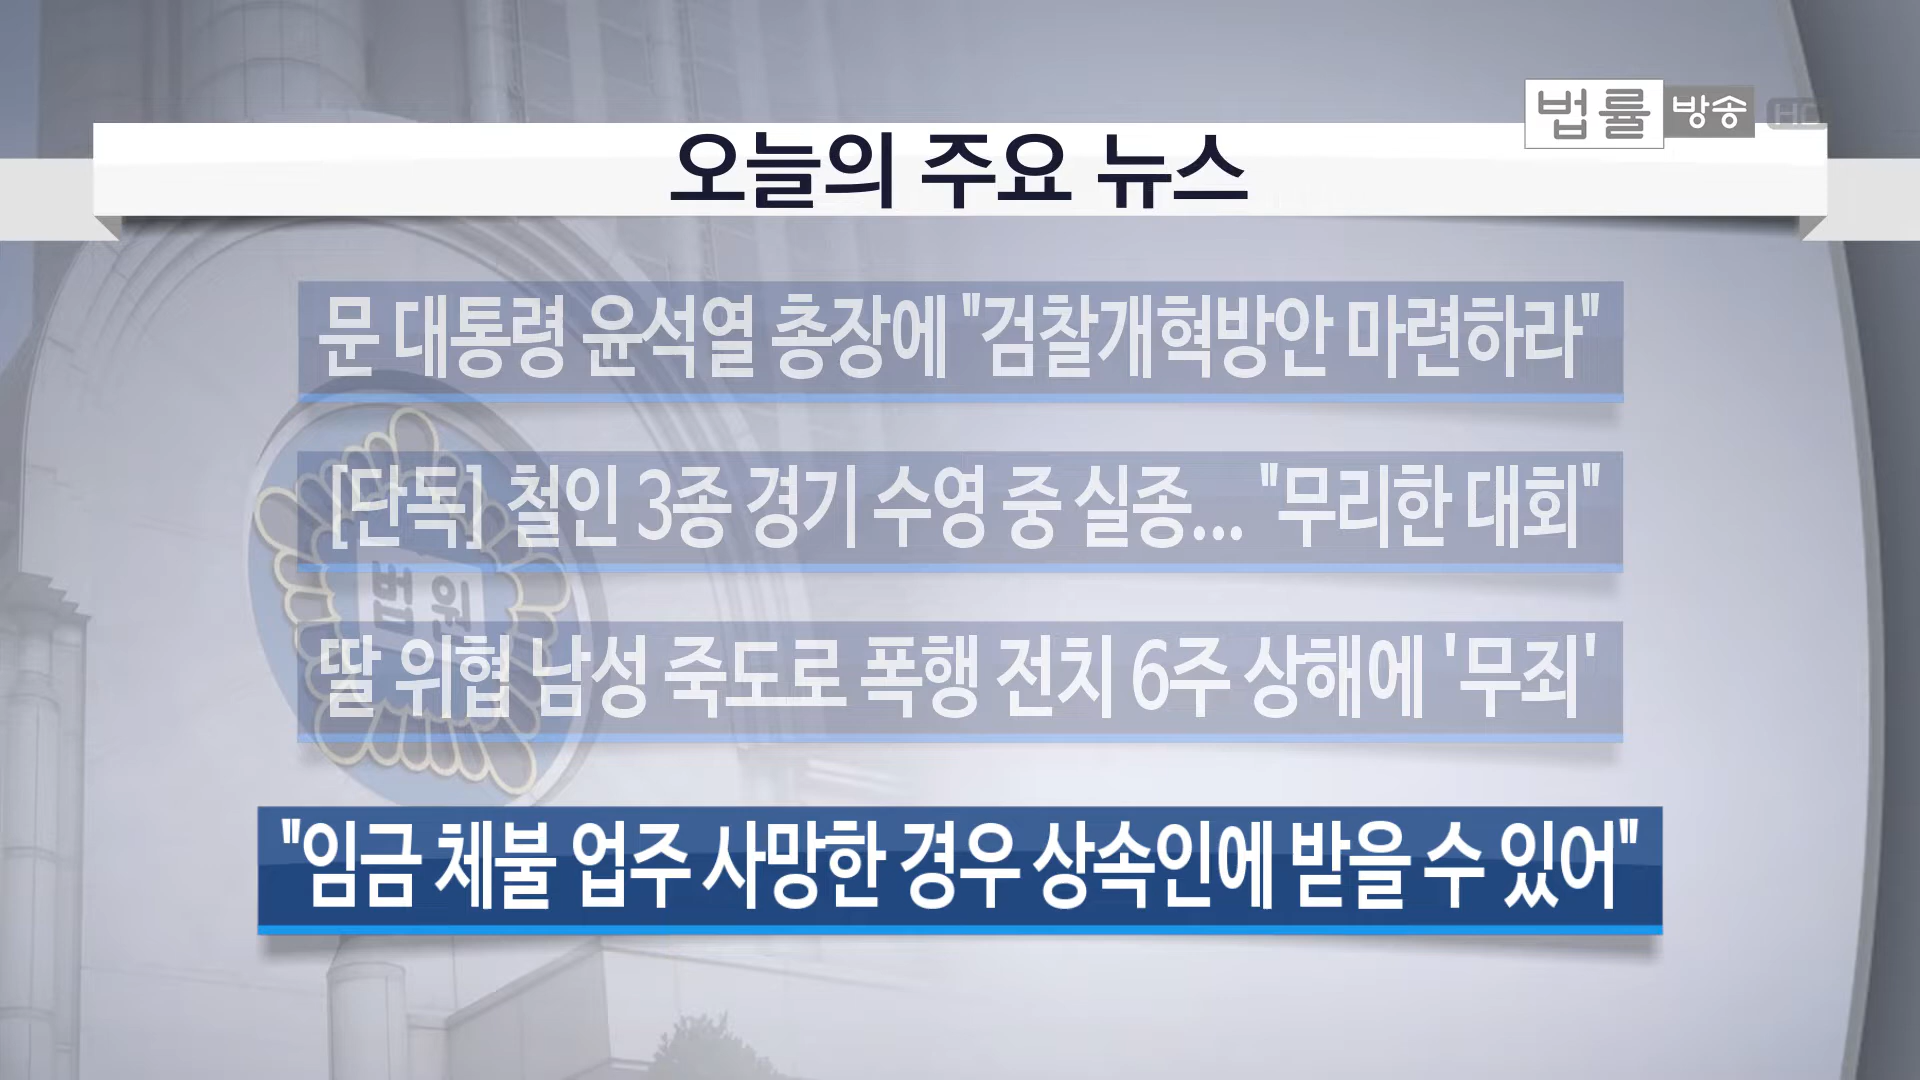 법률방송 HD
오늘의 주요 뉴스
문 대통령 윤석열 총장에 "검찰개혁방안 마련하라"
[단독] 철인 3종 경기 수영 중 실종... "무리한 대회"
법원
딸 위협 남성 죽도로 폭행 전치 6주 상해에 '무죄'
"임금 체불 업주 사망한 경우 상속인에 받을 수 있어"